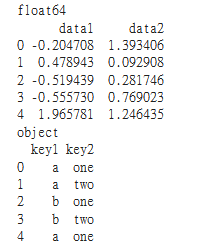 float64
data1 data2
0 -0.204708 1.393406
1 0.478943 0.092908
2 -0.519439 0.281746
3 -0.555730 0.769023
4 1.965781 1.246435
object
key1 key2
0 a one
1 a two
2 b one
3 b two
4 a one